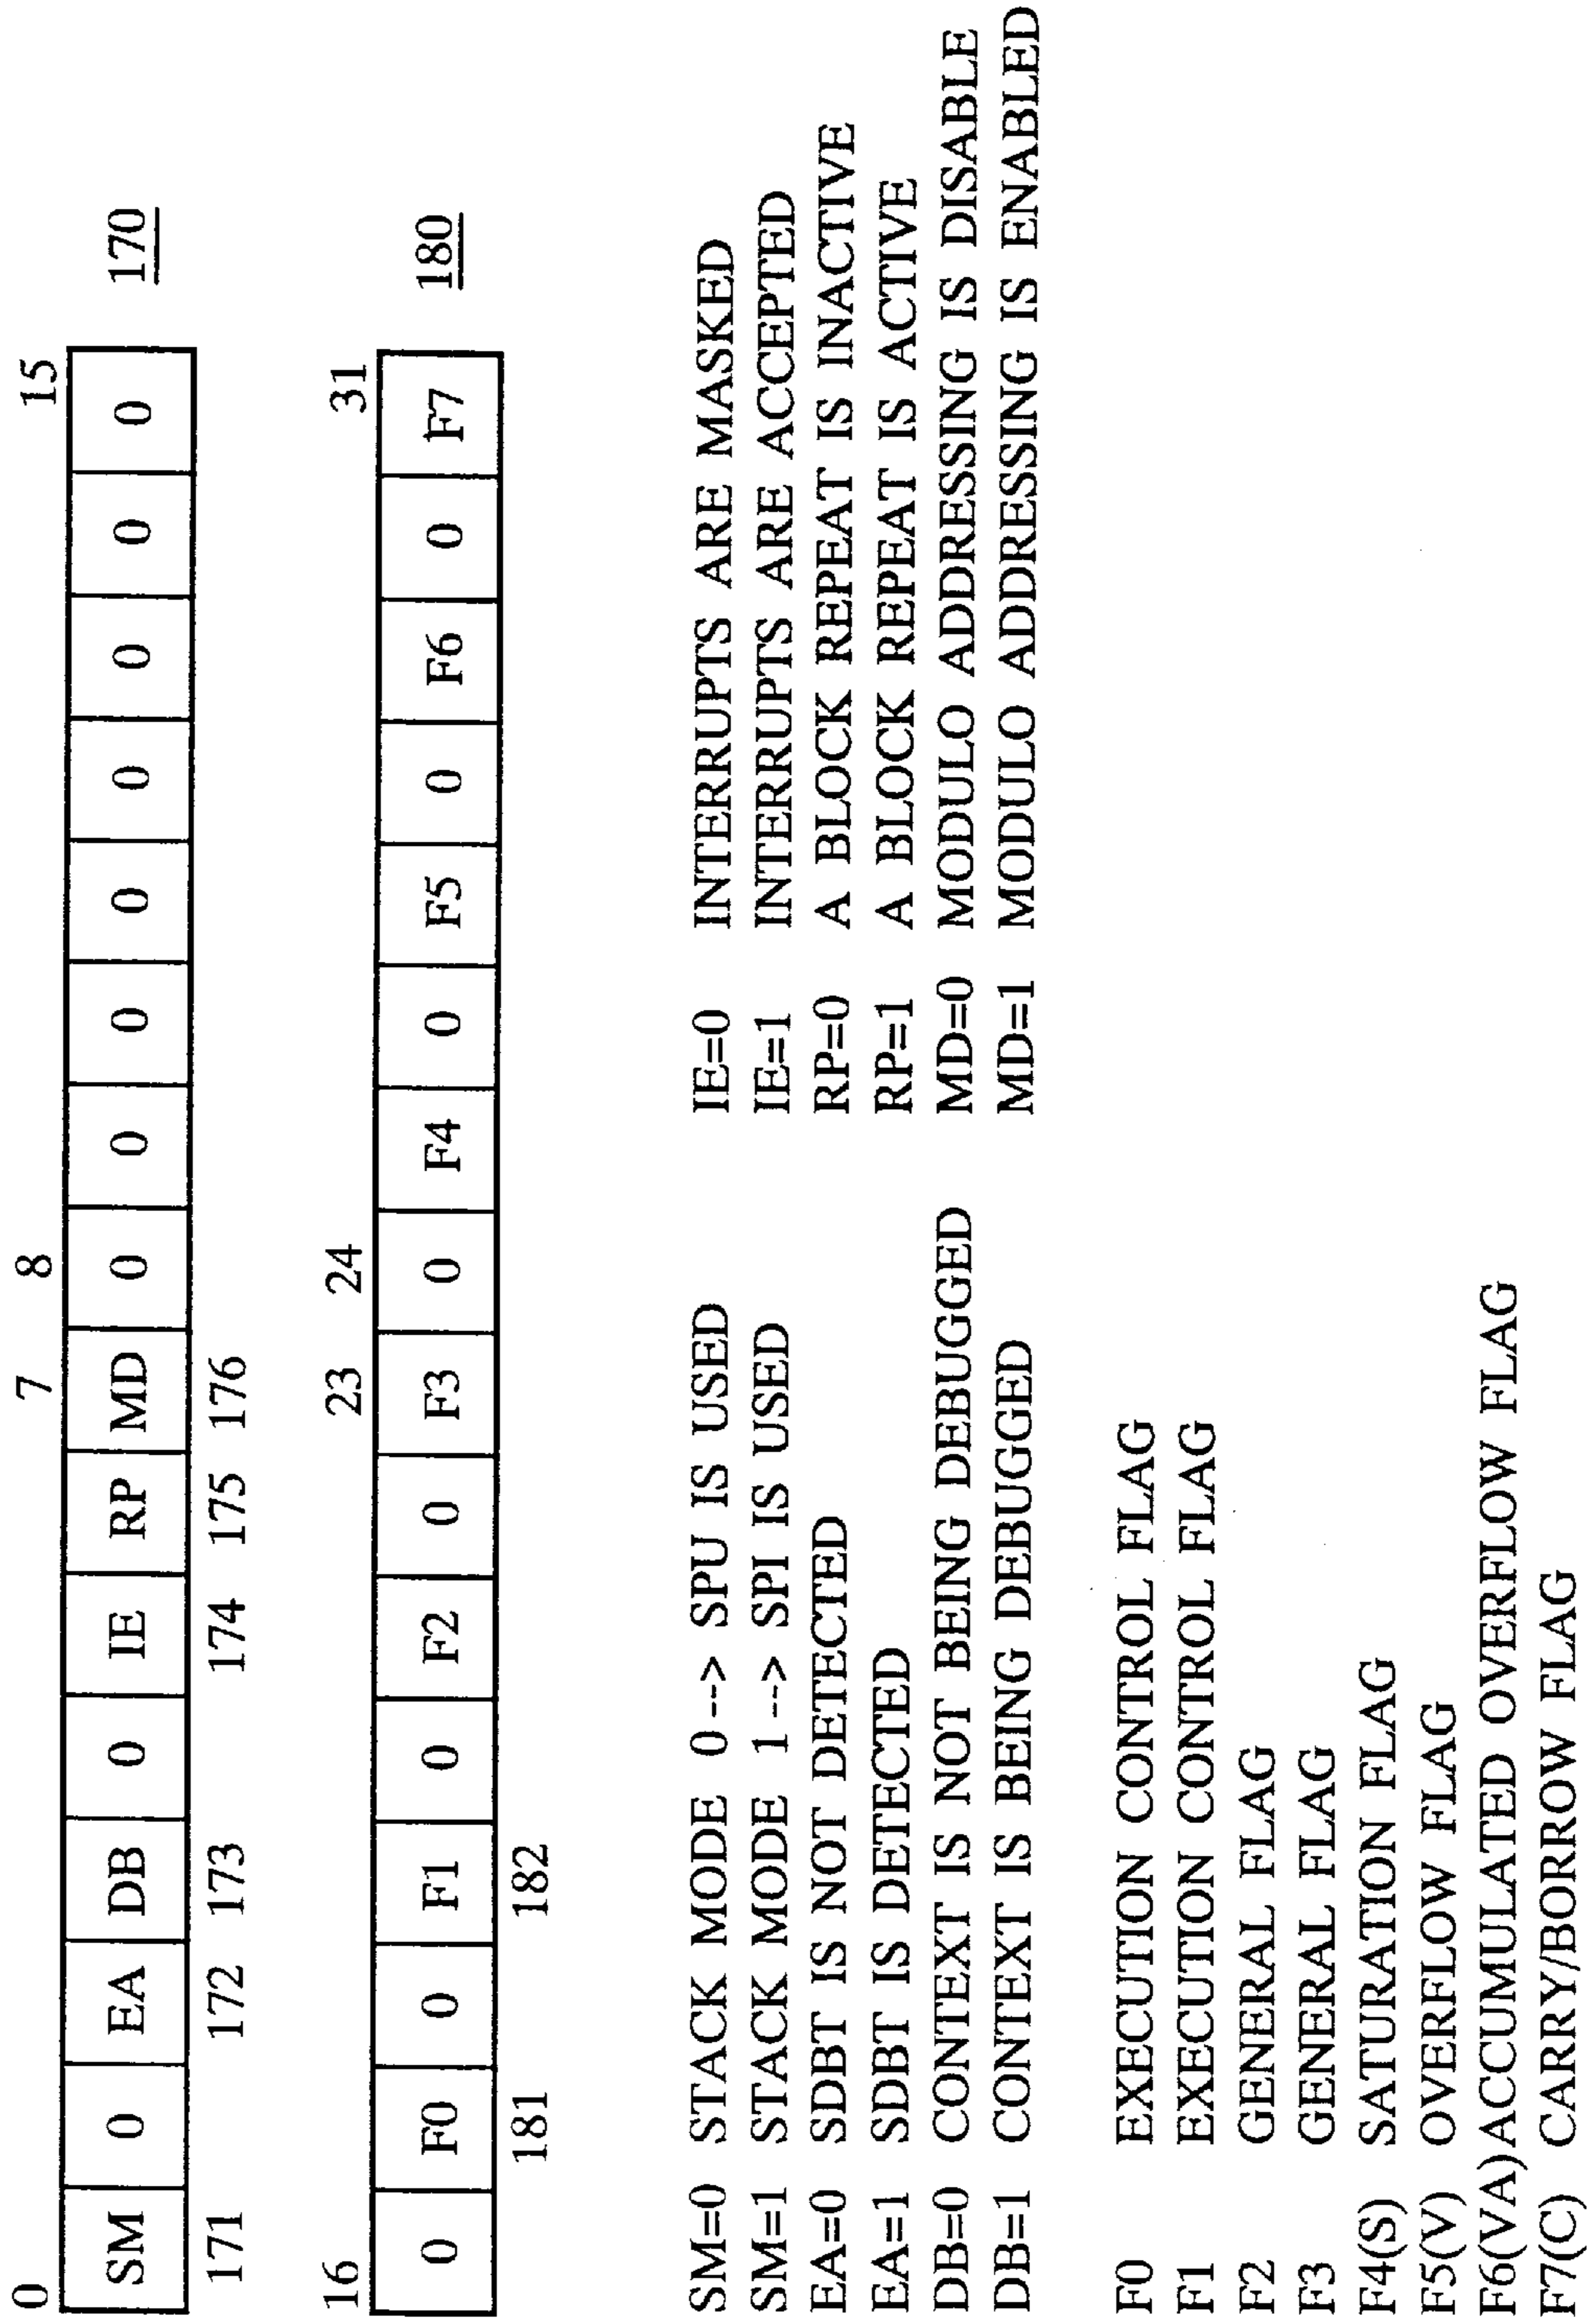 0 7 8 15
SM 0 EA DB 0 IE RP MD 0 0 0 0 0 0 0 0 170
171 172 173 174 175 176
16 23 24 31
0 F0 0 F1 0 F2 0 F3 0 F4 0 F5 0 F6 0 F7 180
181 182
SM=0 STACK MODE 0 --> SPU IS USED IE=0 INTERRUPTS ARE MASKED
SM=1 STACK MODE 1 --> SPI IS USED IE=1 INTERRUPTS ARE ACCEPTED
EA=0 SDBT IS NOT DETECTED RP=0 A BLOCK REPEAT IS INACTIVE
EA=1 SDBT IS DETECTED RP=1 A BLOCK REPEAT IS ACTIVE
DB=0 CONTEXT IS NOT BEING DEBUGGED MD=0 MODULO ADDRESSING IS DISABLE
DB=1 CONTEXT IS BEING DEBUGGED MD=1 MODULO ADDRESSING IS ENABLED
F0 EXECUTION CONTROL FLAG
F1 EXECUTION CONTROL FLAG
F2 GENERAL FLAG
F3 GENERAL FLAG
F4(S) SATURATION FLAG
F5(V) OVERFLOW FLAG
F6(VA) ACCUMULATED OVERFLOW FLAG
F7(C) CARRY/BORROW FLAG